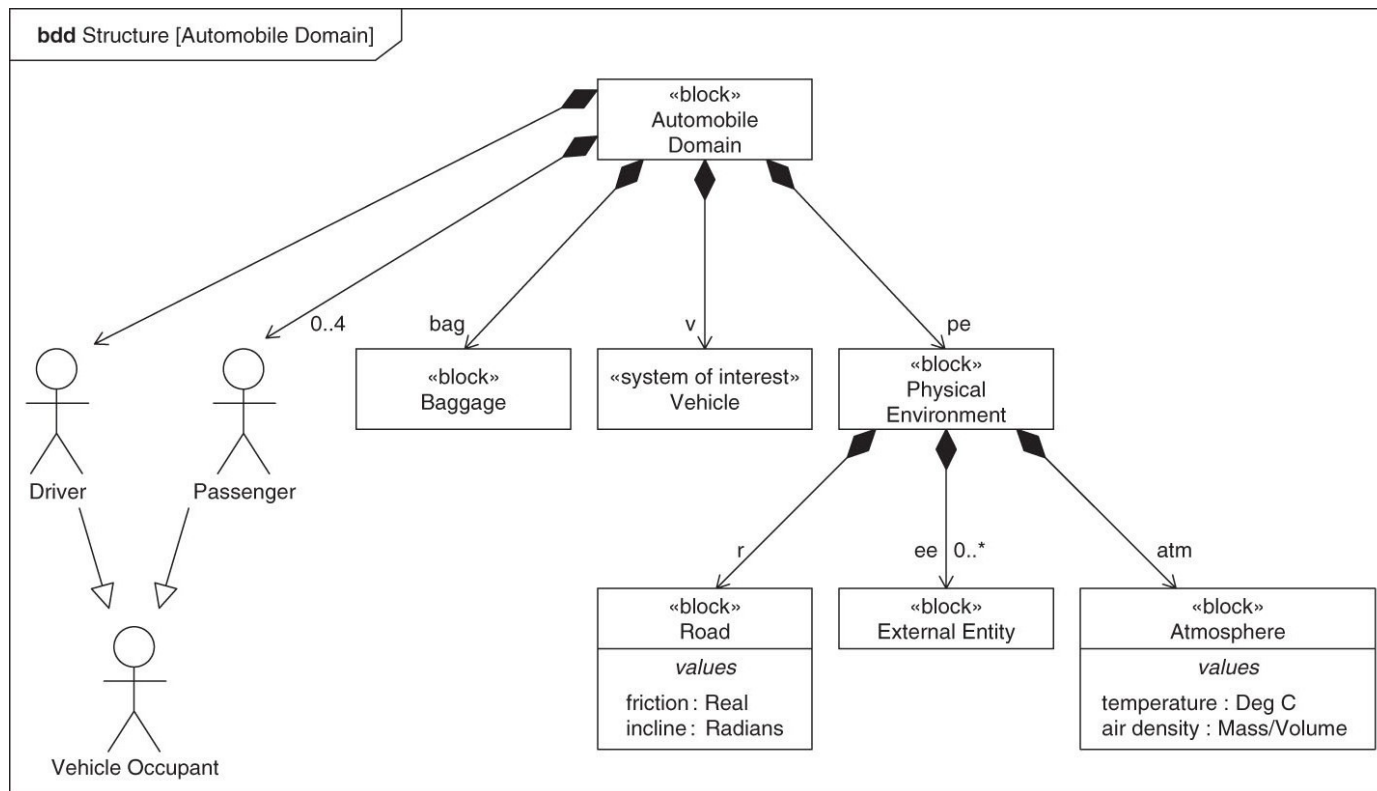 bdd Structure [Automobile Domain]
«block»
Automobile
Domain
0..4
bag
v
pe
«block»
Baggage
«system of interest»
Vehicle
«block»
Physical
Environment
Driver
Passenger
r
ee
0..*
atm
«block»
Road
values
friction : Real
incline : Radians
«block»
External Entity
«block»
Atmosphere
values
temperature : Deg C
air density : Mass/Volume
Vehicle Occupant